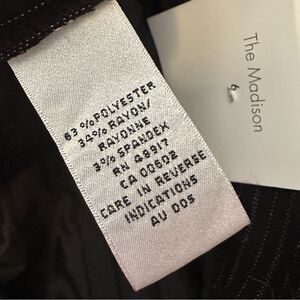 63%POLYESTER
34%RAYON/
RAYONNE
3%SPANDEX
RN 48917
CA 00502
CARE IN REVERSE
INDICATIONS
AU DOS
The Madison
6